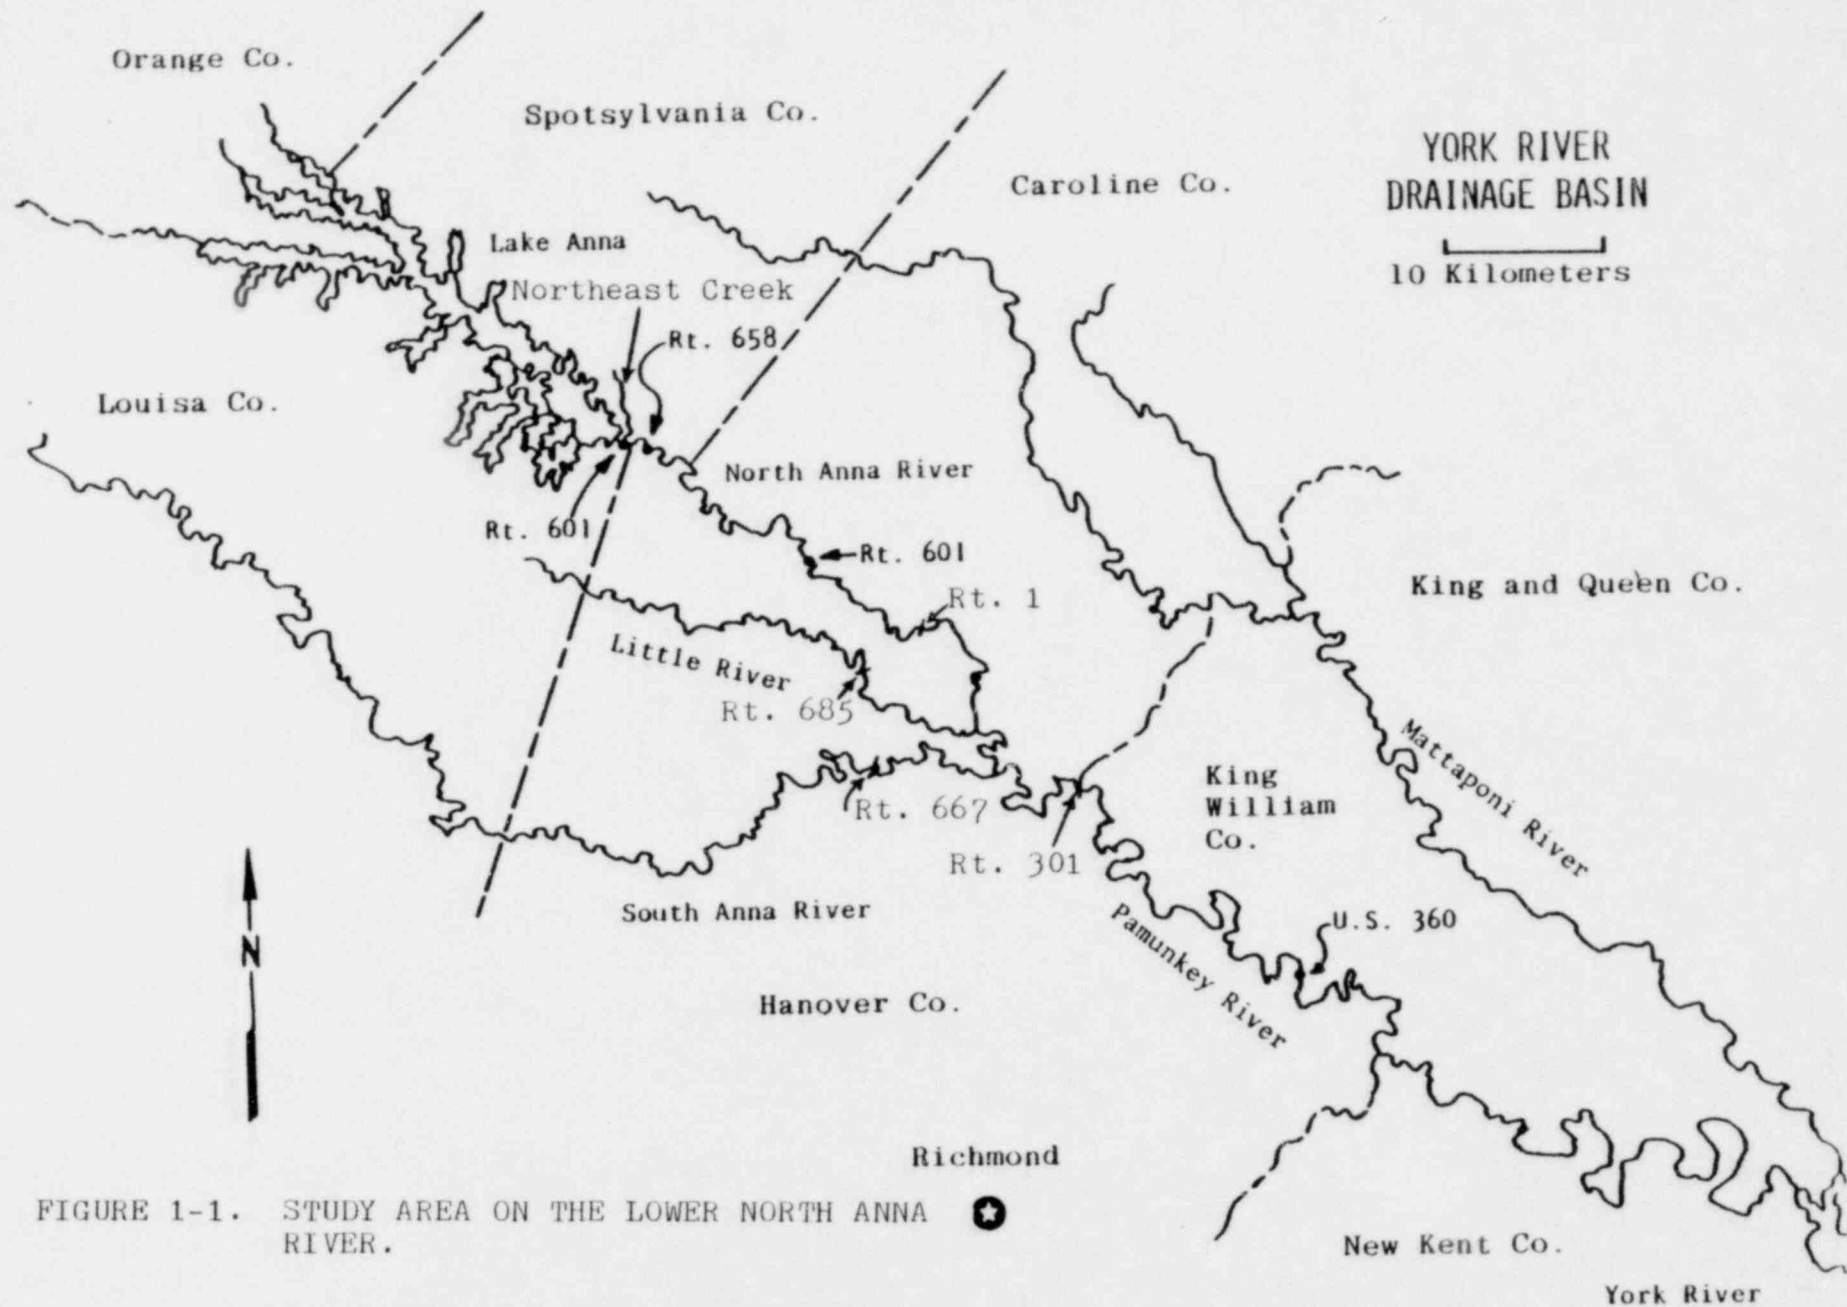 Orange Co.
Spotsylvania Co.
YORK RIVER
DRAINAGE BASIN
10 Kilometers
Caroline Co.
Lake Anna
Northeast Creek
Rt. 658
Louisa Co.
North Anna River
Rt. 601
Rt. 601
Rt. 1
King and Queen Co.
Little River
Rt. 685
Mattaponi River
King
William
Co.
Rt. 667
Rt. 301
South Anna River
Pamunkey River
U.S. 360
N
Hanover Co.
Richmond
FIGURE 1-1. STUDY AREA ON THE LOWER NORTH ANNA
RIVER.
New Kent Co.
York River